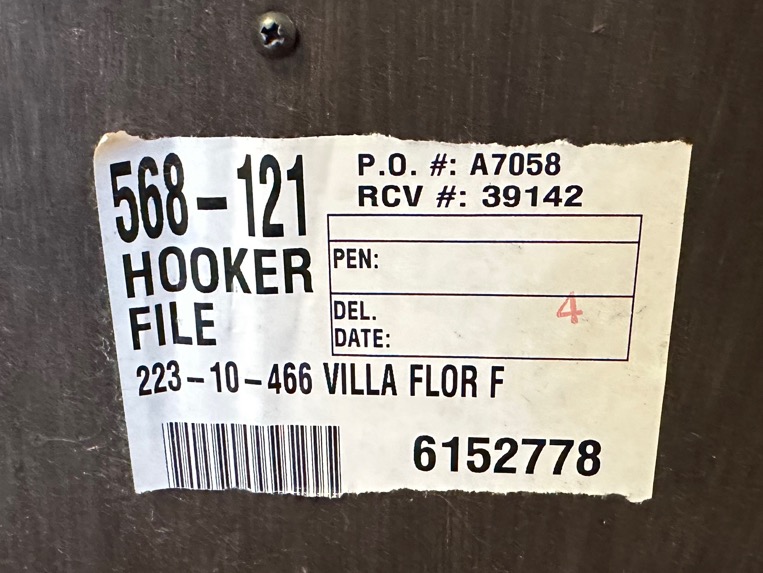 568-121
HOOKER
FILE
P.O. #: A7058
RCV #: 39142
PEN:
DEL.
DATE:
4
223-10-466 VILLA FLOR F
6152778